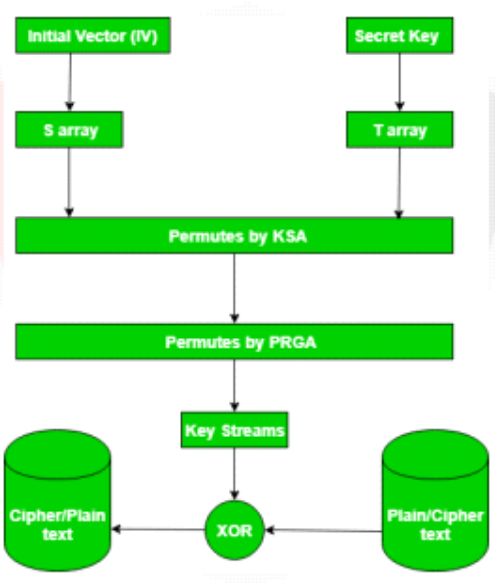 Initial Vector (IV)
Secret Key
S array
T array
Permutes by KSA
Permutes by PRGA
Key Streams
Cipher/Plain
text
XOR
Plain/Cipher
text